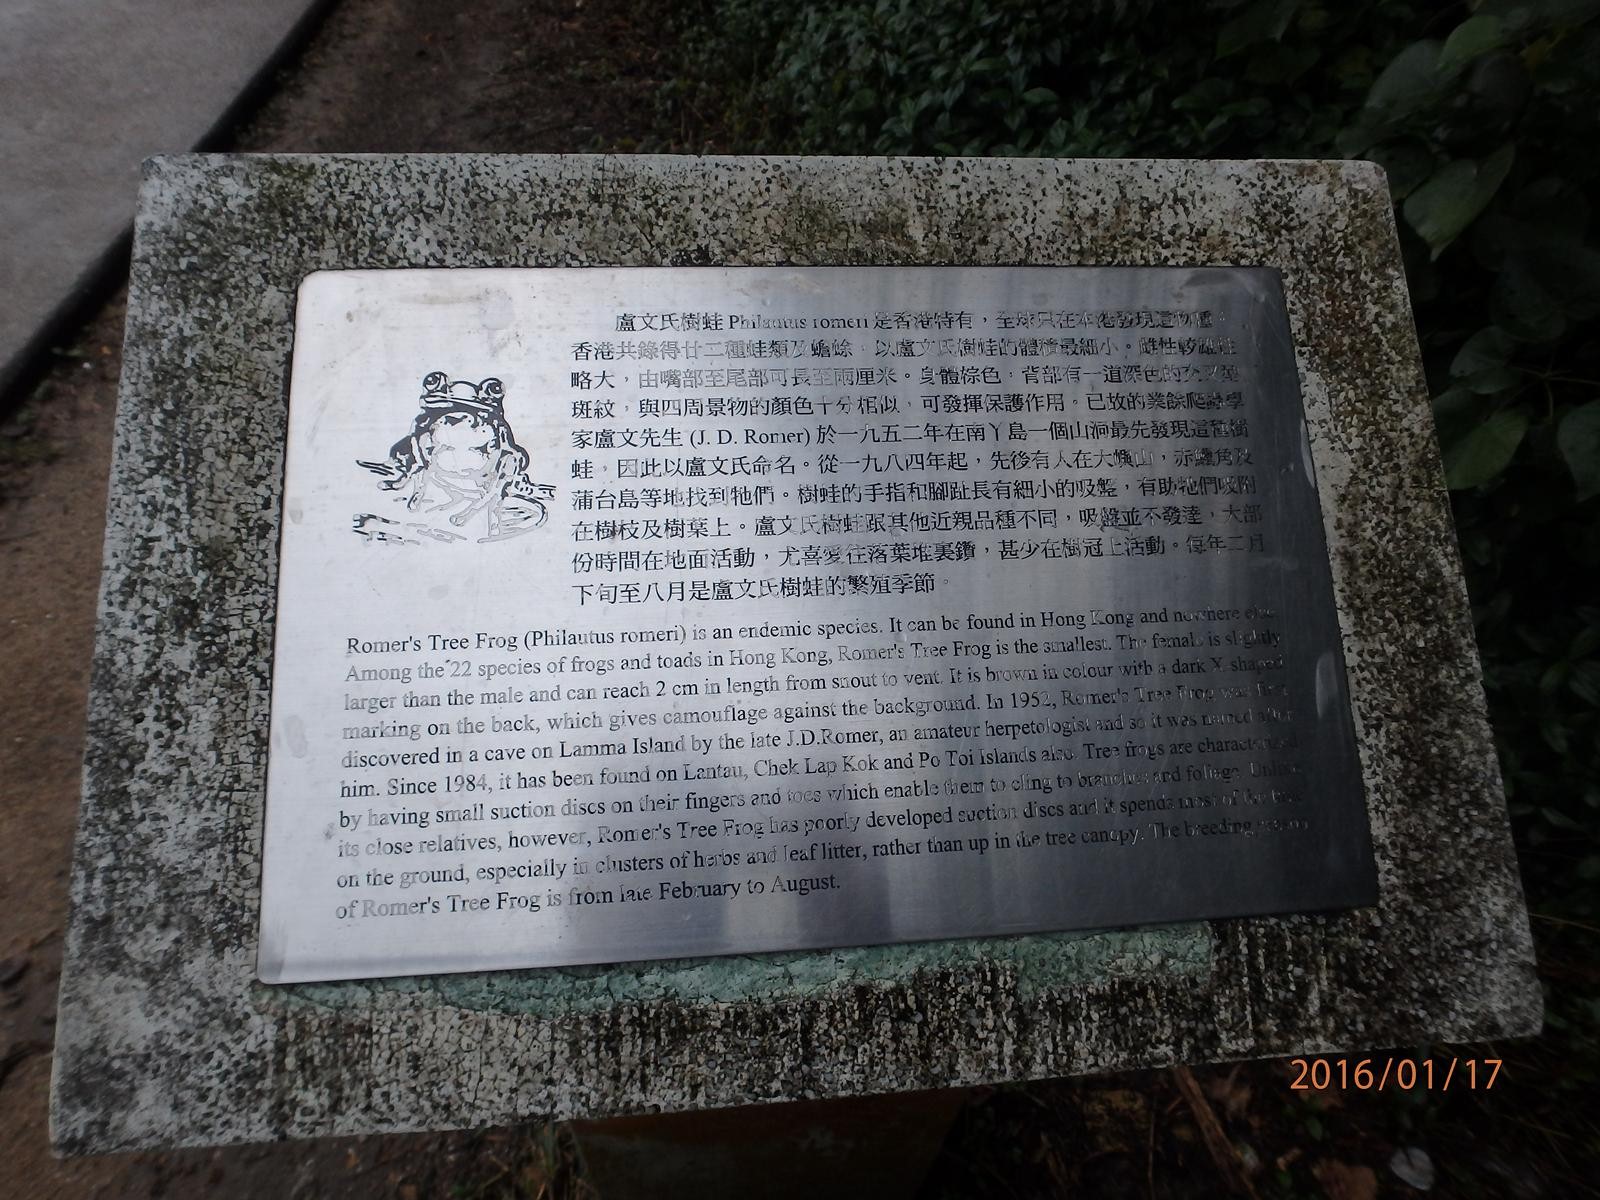 盧文氏樹蛙 Philautus romeri 是香港特有，全球只在本港發現這物種。
香港共錄得廿二種蛙類及蟾蜍，以盧文氏樹蛙的體積最細小。雌性較雄性
略大，由嘴部至尾部可長至兩厘米。身體棕色，背部有一道深色的交叉
斑紋，與四周景物的顏色十分相似，可發揮保護作用。已故的業餘爬蟲學
家盧文先生 (J. D. Romer) 於一九五二年在南丫島一個山洞最先發現這種樹
蛙，因此以盧文氏命名。從一九八四年起，先後有人在大嶼山，赤鱲角及
蒲台島等地找到牠們。樹蛙的手指和腳趾長有細小的吸盤，有助牠們吸附
在樹枝及樹葉上。盧文氏樹蛙跟其他近親品種不同，吸盤並不發達，大部
份時間在地面活動，尤喜愛往落葉堆裏鑽，甚少在樹冠上活動。每年二月
下旬至八月是盧文氏樹蛙的繁殖季節。
Romer's Tree Frog (Philautus romeri) is an endemic species. It can be found in Hong Kong and nowhere else.
Among the 22 species of frogs and toads in Hong Kong, Romer's Tree Frog is the smallest. The female is slightly
larger than the male and can reach 2 cm in length from snout to vent. It is brown in colour with a dark X shaped
marking on the back, which gives camouflage against the background. In 1952, Romer's Tree Frog was first
discovered in a cave on Lamma Island by the late J.D.Romer, an amateur herpetologist and so it was named after
him. Since 1984, it has been found on Lantau, Chek Lap Kok and Po Toi Islands also. Tree frogs are characterized
by having small suction discs on their fingers and toes which enable them to cling to branches and foliage. Unlike
its close relatives, however, Romer's Tree Frog has poorly developed suction discs and it spends most of the time
on the ground, especially in clusters of herbs and leaf litter, rather than up in the tree canopy. The breeding season
of Romer's Tree Frog is from late February to August.
2016/01/17